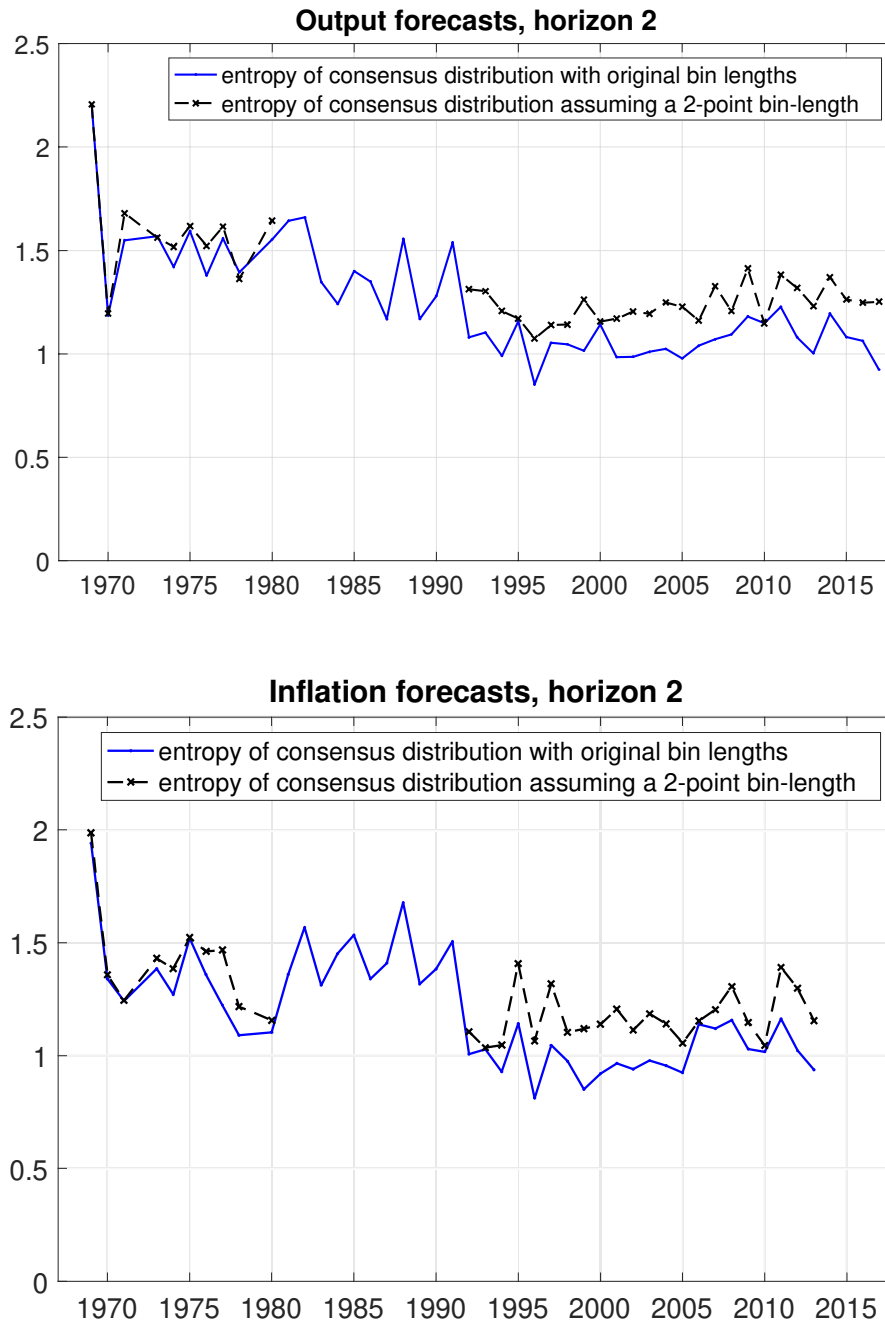 Output forecasts, horizon 2
2.5
entropy of consensus distribution with original bin lengths
entropy of consensus distribution assuming a 2-point bin-length
2
1.5
1
0.5
0
1970 1975 1980 1985 1990 1995 2000 2005 2010 2015
Inflation forecasts, horizon 2
2.5
entropy of consensus distribution with original bin lengths
entropy of consensus distribution assuming a 2-point bin-length
2
1.5
1
0.5
0
1970 1975 1980 1985 1990 1995 2000 2005 2010 2015